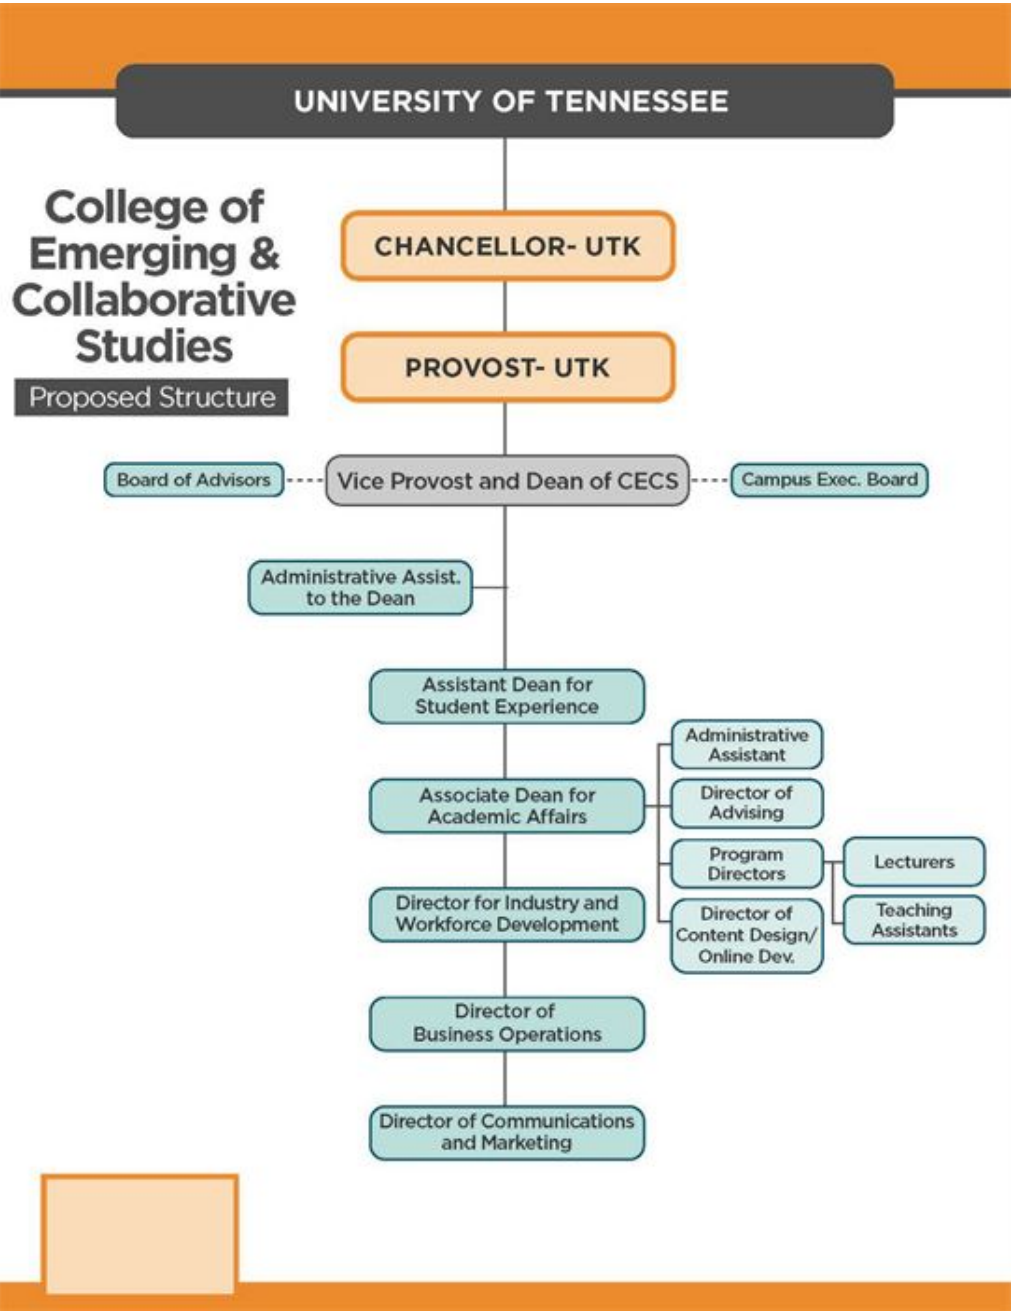 UNIVERSITY OF TENNESSEE
College of
Emerging &
Collaborative
Studies
Proposed Structure
CHANCELLOR- UTK
PROVOST- UTK
Board of Advisors
Vice Provost and Dean of CECS
Campus Exec. Board
Administrative Assist.
to the Dean
Assistant Dean for
Student Experience
Associate Dean for
Academic Affairs
Administrative
Assistant
Director of
Advising
Program
Directors
Lecturers
Teaching
Assistants
Director of
Content Design/
Online Dev.
Director for Industry and
Workforce Development
Director of
Business Operations
Director of Communications
and Marketing